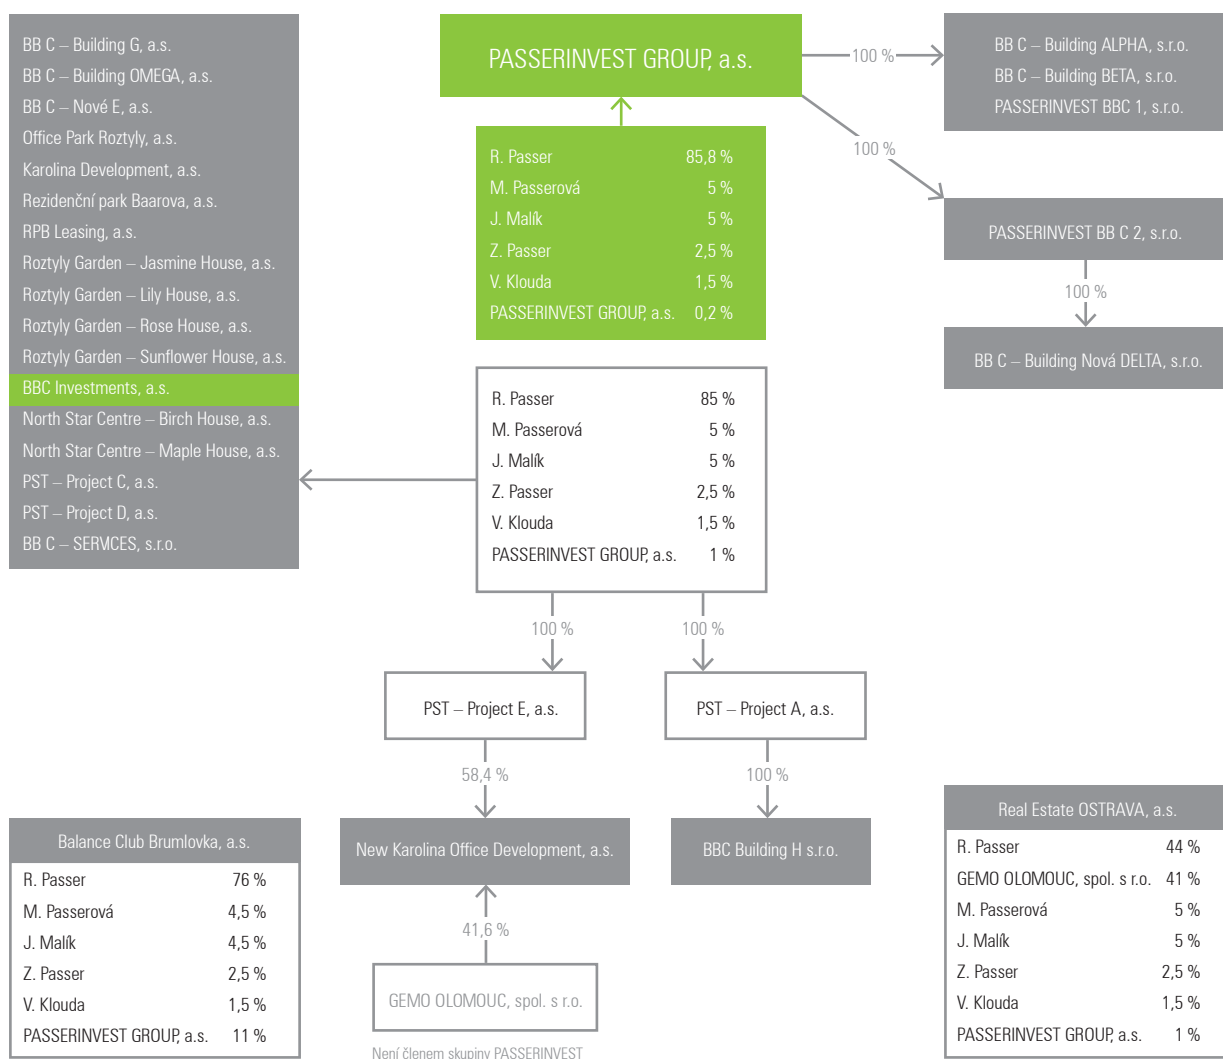 BB C – Building G, a.s.
BB C – Building OMEGA, a.s.
BB C – Nové E, a.s.
Office Park Roztyly, a.s.
Karolina Development, a.s.
Rezidenční park Baarova, a.s.
RPB Leasing, a.s.
Roztyly Garden – Jasmine House, a.s.
Roztyly Garden – Lily House, a.s.
Roztyly Garden – Rose House, a.s.
Roztyly Garden – Sunflower House, a.s.
BBC Investments, a.s.
North Star Centre – Birch House, a.s.
North Star Centre – Maple House, a.s.
PST – Project C, a.s.
PST – Project D, a.s.
BB C – SERVICES, s.r.o.
PASSERINVEST GROUP, a.s.
R. Passer 85,8 %
M. Passerová 5 %
J. Malík 5 %
Z. Passer 2,5 %
V. Klouda 1,5 %
PASSERINVEST GROUP, a.s. 0,2 %
100 %
BB C – Building ALPHA, s.r.o.
BB C – Building BETA, s.r.o.
PASSERINVEST BBC 1, s.r.o.
100 %
PASSERINVEST BB C 2, s.r.o.
100 %
BB C – Building Nová DELTA, s.r.o.
R. Passer 85 %
M. Passerová 5 %
J. Malík 5 %
Z. Passer 2,5 %
V. Klouda 1,5 %
PASSERINVEST GROUP, a.s. 1 %
100 %
100 %
PST – Project E, a.s.
PST – Project A, a.s.
58,4 %
100 %
New Karolina Office Development, a.s.
BBC Building H s.r.o.
41,6 %
GEMO OLOMOUC, spol. s r.o.
Není členem skupiny PASSERINVEST
Balance Club Brumlovka, a.s.
R. Passer 76 %
M. Passerová 4,5 %
J. Malík 4,5 %
Z. Passer 2,5 %
V. Klouda 1,5 %
PASSERINVEST GROUP, a.s. 11 %
Real Estate OSTRAVA, a.s.
R. Passer 44 %
GEMO OLOMOUC, spol. s r.o. 41 %
M. Passerová 5 %
J. Malík 5 %
Z. Passer 2,5 %
V. Klouda 1,5 %
PASSERINVEST GROUP, a.s. 1 %